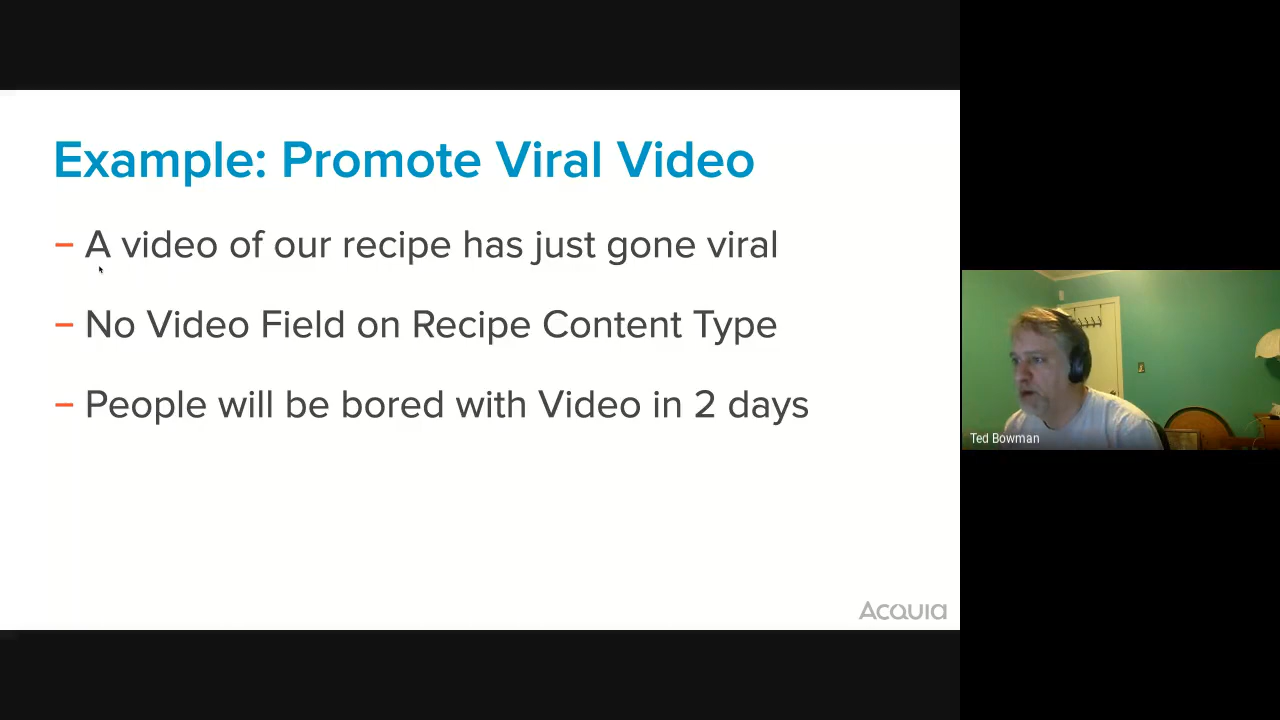 Example: Promote Viral Video
– A video of our recipe has just gone viral
– No Video Field on Recipe Content Type
– People will be bored with Video in 2 days
Acquia
Ted Bowman